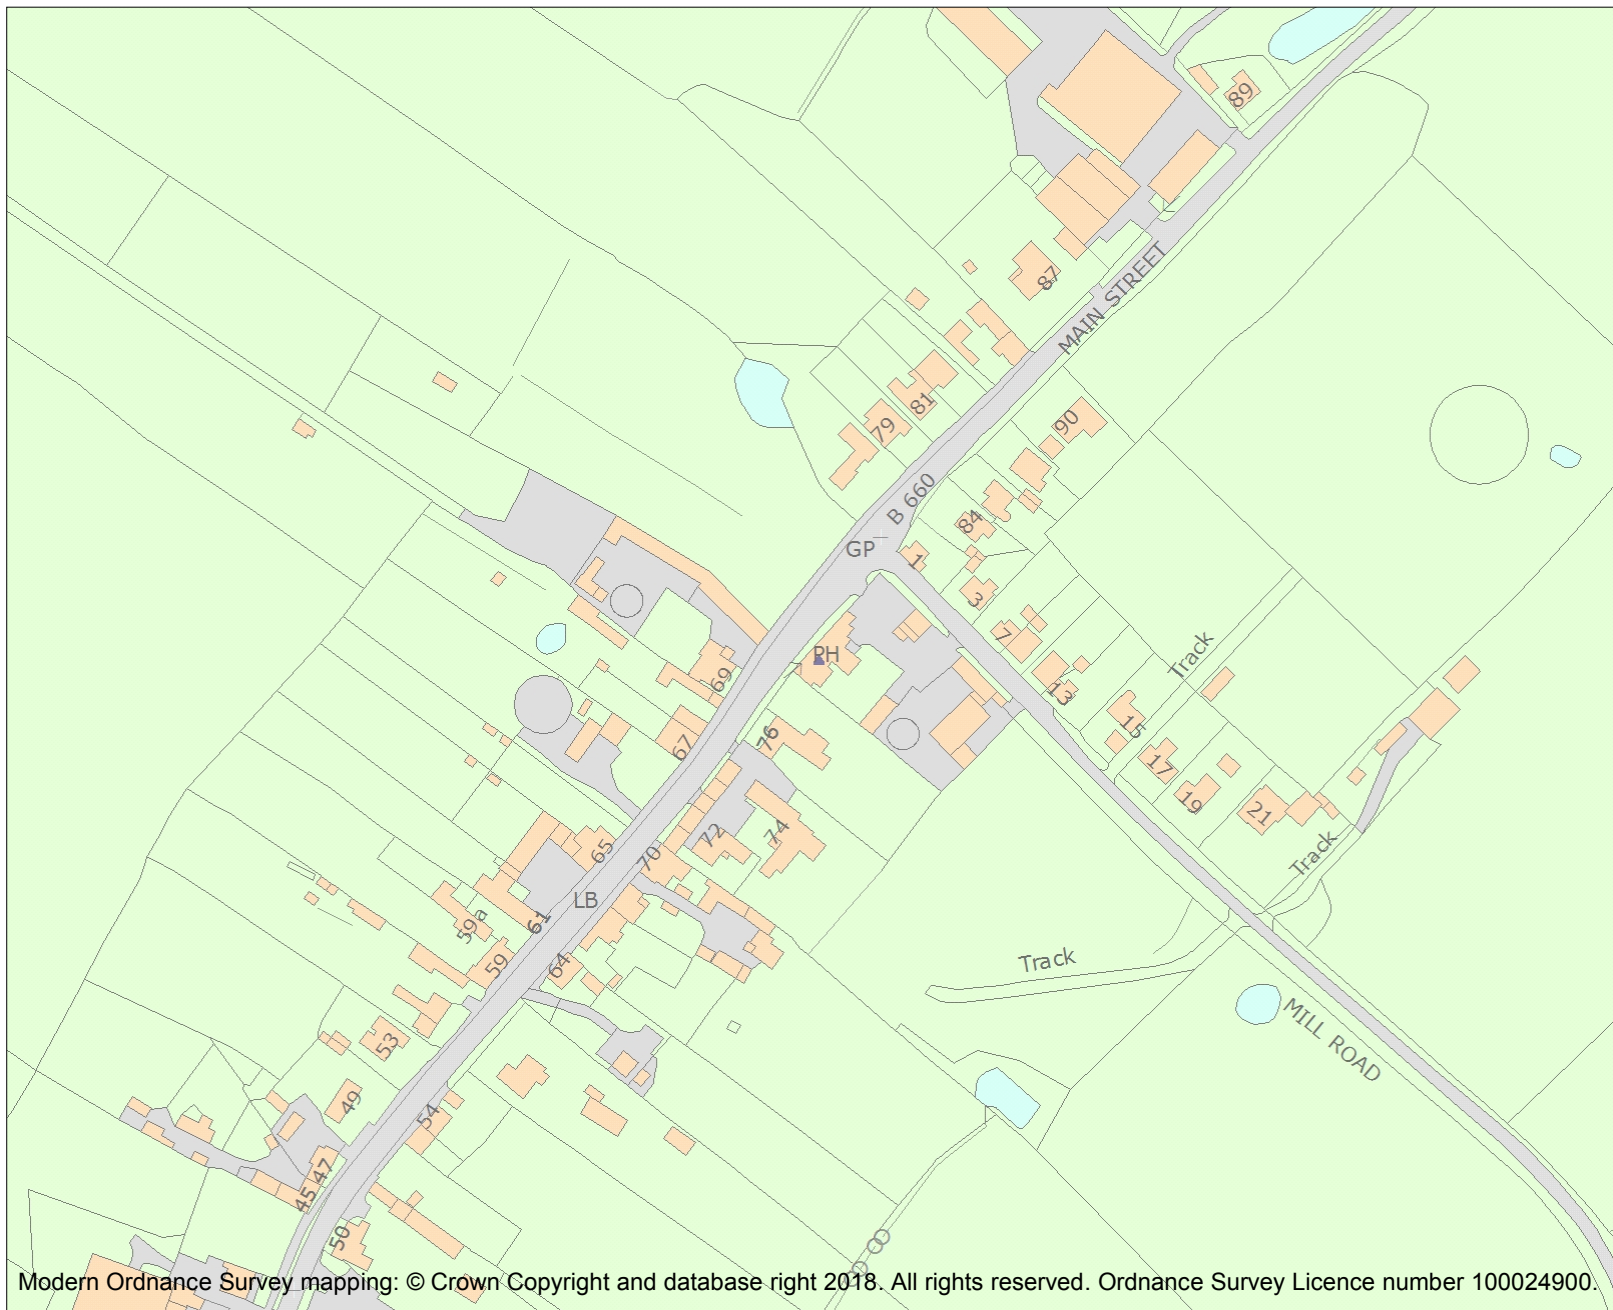 89
MAIN STREET
87
81
79
90
B 660
84
GP
1
3
7
Track
PH
69
13
15
76
67
17
19
21
72
74
65
70
Track
LB
59a
61
59
64
Track
53
MILL ROAD
49
54
47
45
50
Modern Ordnance Survey mapping: © Crown Copyright and database right 2018. All rights reserved. Ordnance Survey Licence number 100024900.